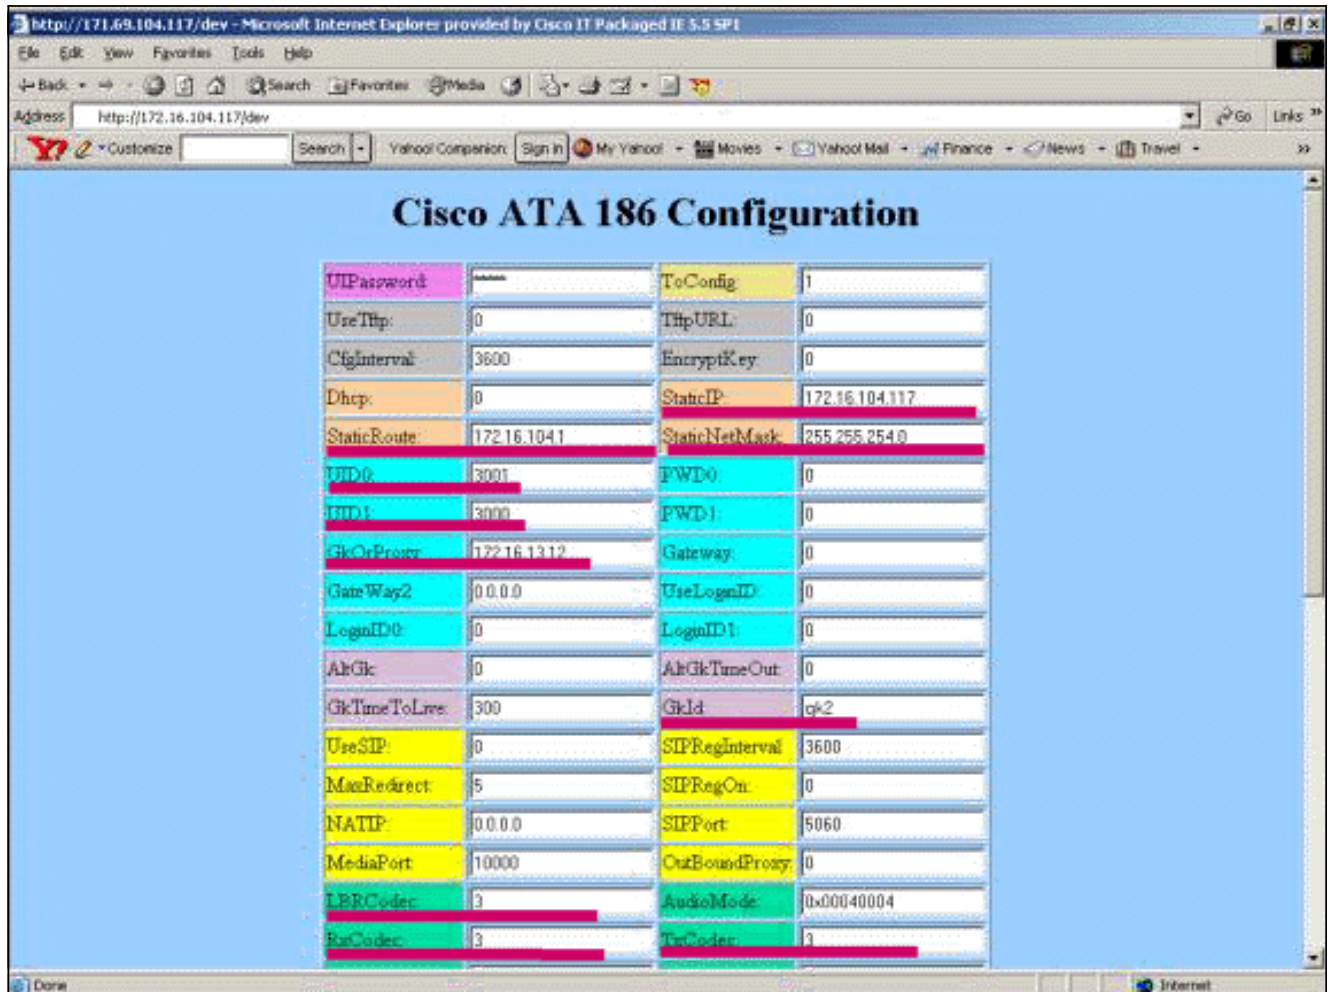 http://171.69.104.117/dev - Microsoft Internet Explorer provided by Cisco IT Packaged IE 5.5 SP1
File Edit View Favorites Tools Help
Back Search Favorites Media
Address http://172.16.104.117/dev Go Links »
Y? Customize Search Yahoo! Companion: Sign in My Yahoo! Movies Yahoo! Mail Finance News Travel »
Cisco ATA 186 Configuration
UIPassword: ******* ToConfig: 1
UseTftp: 0 TftpURL: 0
CfgInterval: 3600 EncryptKey: 0
Dhcp: 0 StaticIP: 172.16.104.117
StaticRoute: 172.16.104.1 StaticNetMask: 255.255.254.0
UID0: 3001 PWD0: 0
UID1: 3000 PWD1: 0
GkOrProxy: 172.16.13.12 Gateway: 0
GateWay2: 0.0.0.0 UseLoginID: 0
LoginID0: 0 LoginID1: 0
AltGk: 0 AltGkTimeOut: 0
GkTimeToLive: 300 GkId: gk2
UseSIP: 0 SIPRegInterval: 3600
MaxRedirect: 5 SIPRegOn: 0
NATIP: 0.0.0.0 SIPPort: 5060
MediaPort: 10000 OutBoundProxy: 0
LBRCodec: 3 AudioMode: 0x00040004
RxCodec: 3 TxCodec: 3
Done Internet